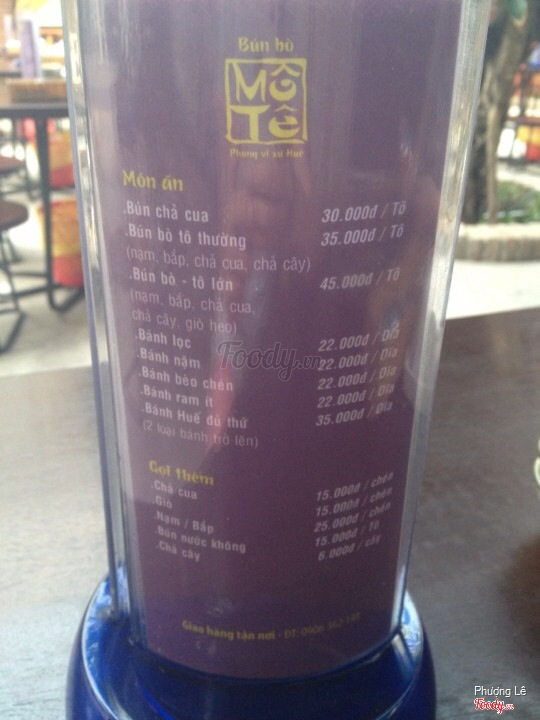 Bún bò
MÔ
TÊ
Phong vị xứ Huế
Món ăn
.Bún chả cua 30.000đ / Tô
.Bún bò tô thường 35.000đ / Tô
(nạm, bắp, chả cua, chả cây)
.Bún bò - tô lớn 45.000đ / Tô
(nạm, bắp, chả cua,
chả cây, giò heo)
.Bánh lọc 22.000đ / Dĩa
.Bánh nậm 22.000đ / Dĩa
.Bánh bèo chén 22.000đ / Dĩa
.Bánh ram ít 22.000đ / Dĩa
.Bánh Huế đủ thứ 35.000đ / Dĩa
(2 loại bánh trở lên)
Gọi thêm
.Chả cua 15.000đ / chén
.Giò 15.000đ / chén
.Nạm / Bắp 25.000đ / chén
.Bún nước không 15.000đ / Tô
.Chả cây 6.000đ / cây
Giao hàng tận nơi - ĐT: 0906
Foody.vn
Phương Lê
Foody.vn